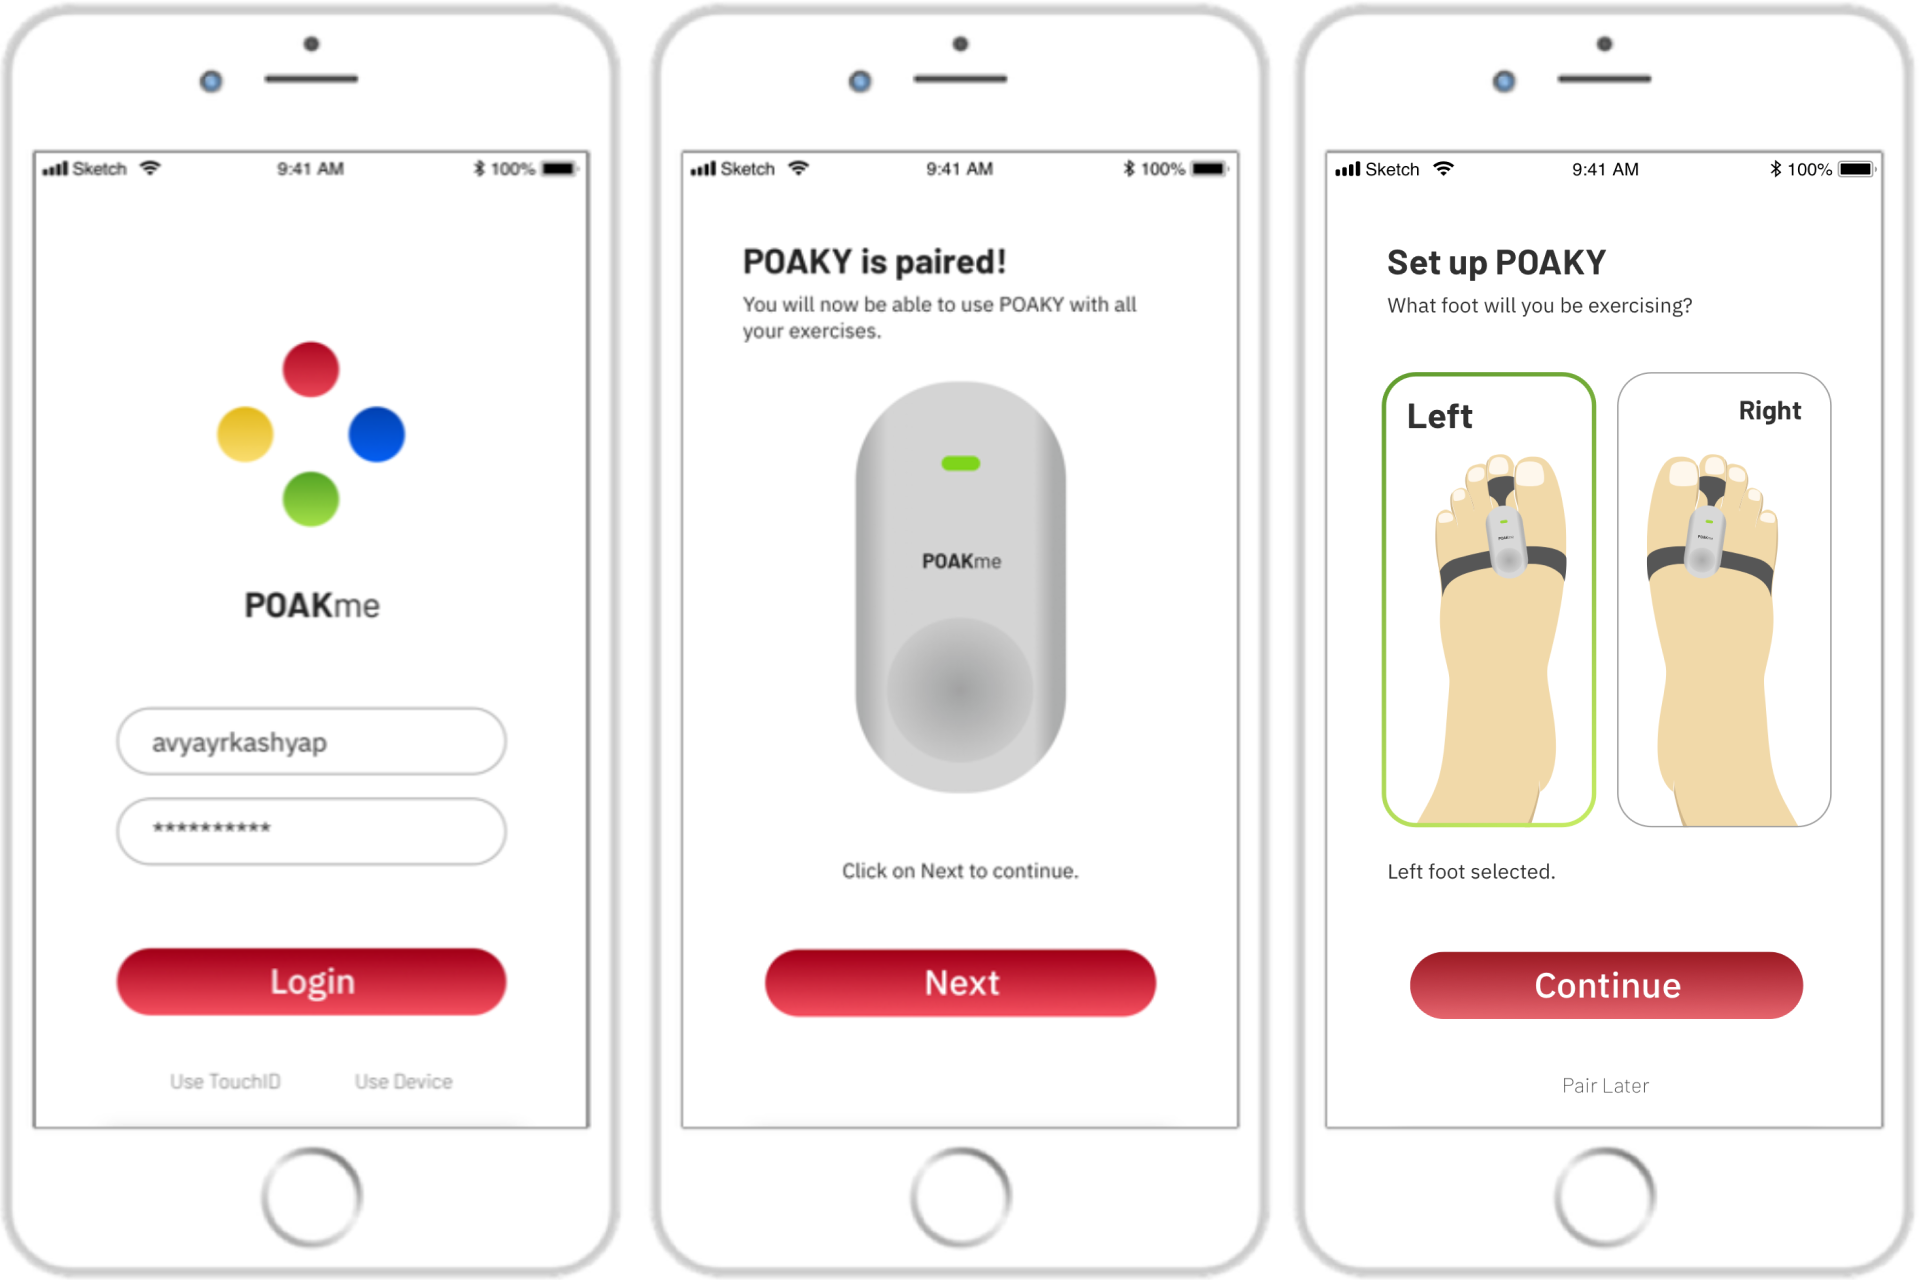 Sketch 9:41 AM 100%
POAKme
avyayrkashyap
**********
Login
Use TouchID Use Device
Sketch 9:41 AM 100%
POAKY is paired!
You will now be able to use POAKY with all
your exercises.
POAKme
Click on Next to continue.
Next
Sketch 9:41 AM 100%
Set up POAKY
What foot will you be exercising?
Left
Right
POAKme
POAKme
Left foot selected.
Continue
Pair Later